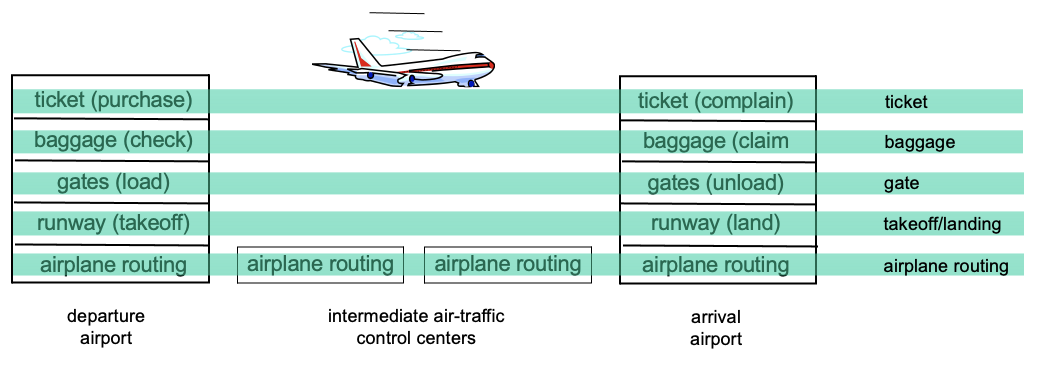 ticket (purchase) ticket (complain) ticket
baggage (check) baggage (claim baggage
gates (load) gates (unload) gate
runway (takeoff) runway (land) takeoff/landing
airplane routing airplane routing airplane routing airplane routing airplane routing
departure
airport
intermediate air-traffic
control centers
arrival
airport